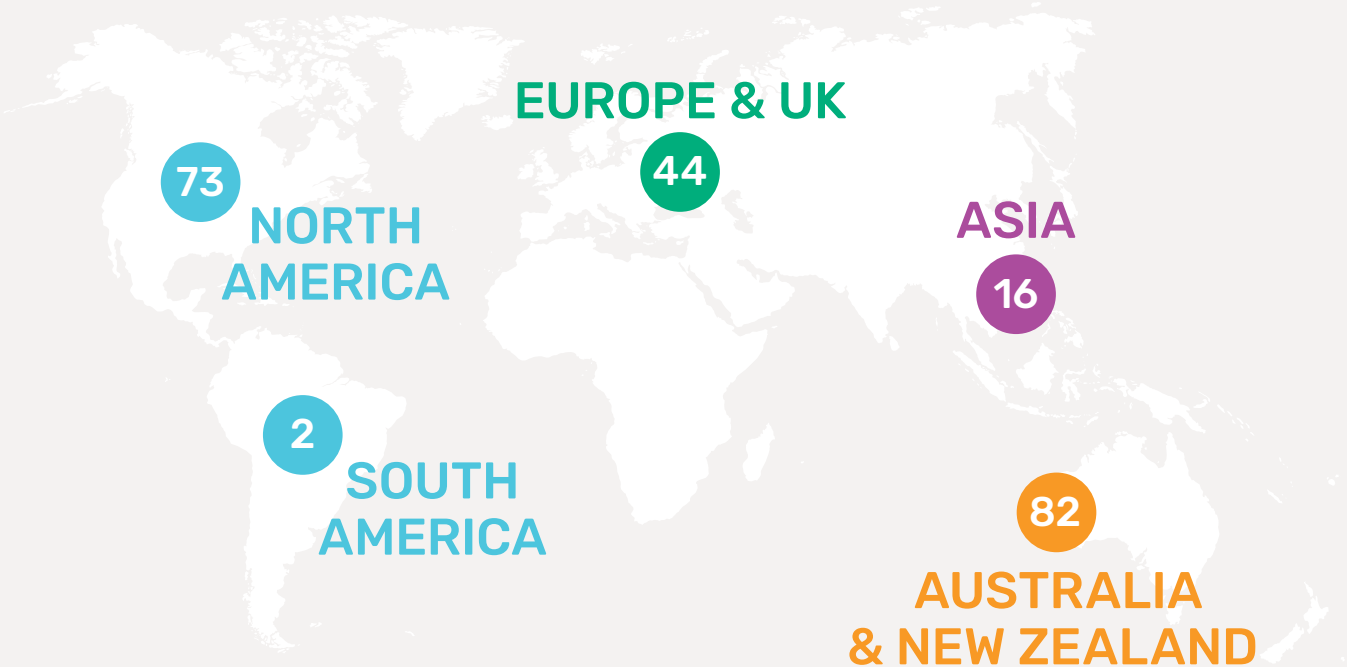 EUROPE & UK
44
73
NORTH
AMERICA
ASIA
16
2
SOUTH
AMERICA
82
AUSTRALIA
& NEW ZEALAND